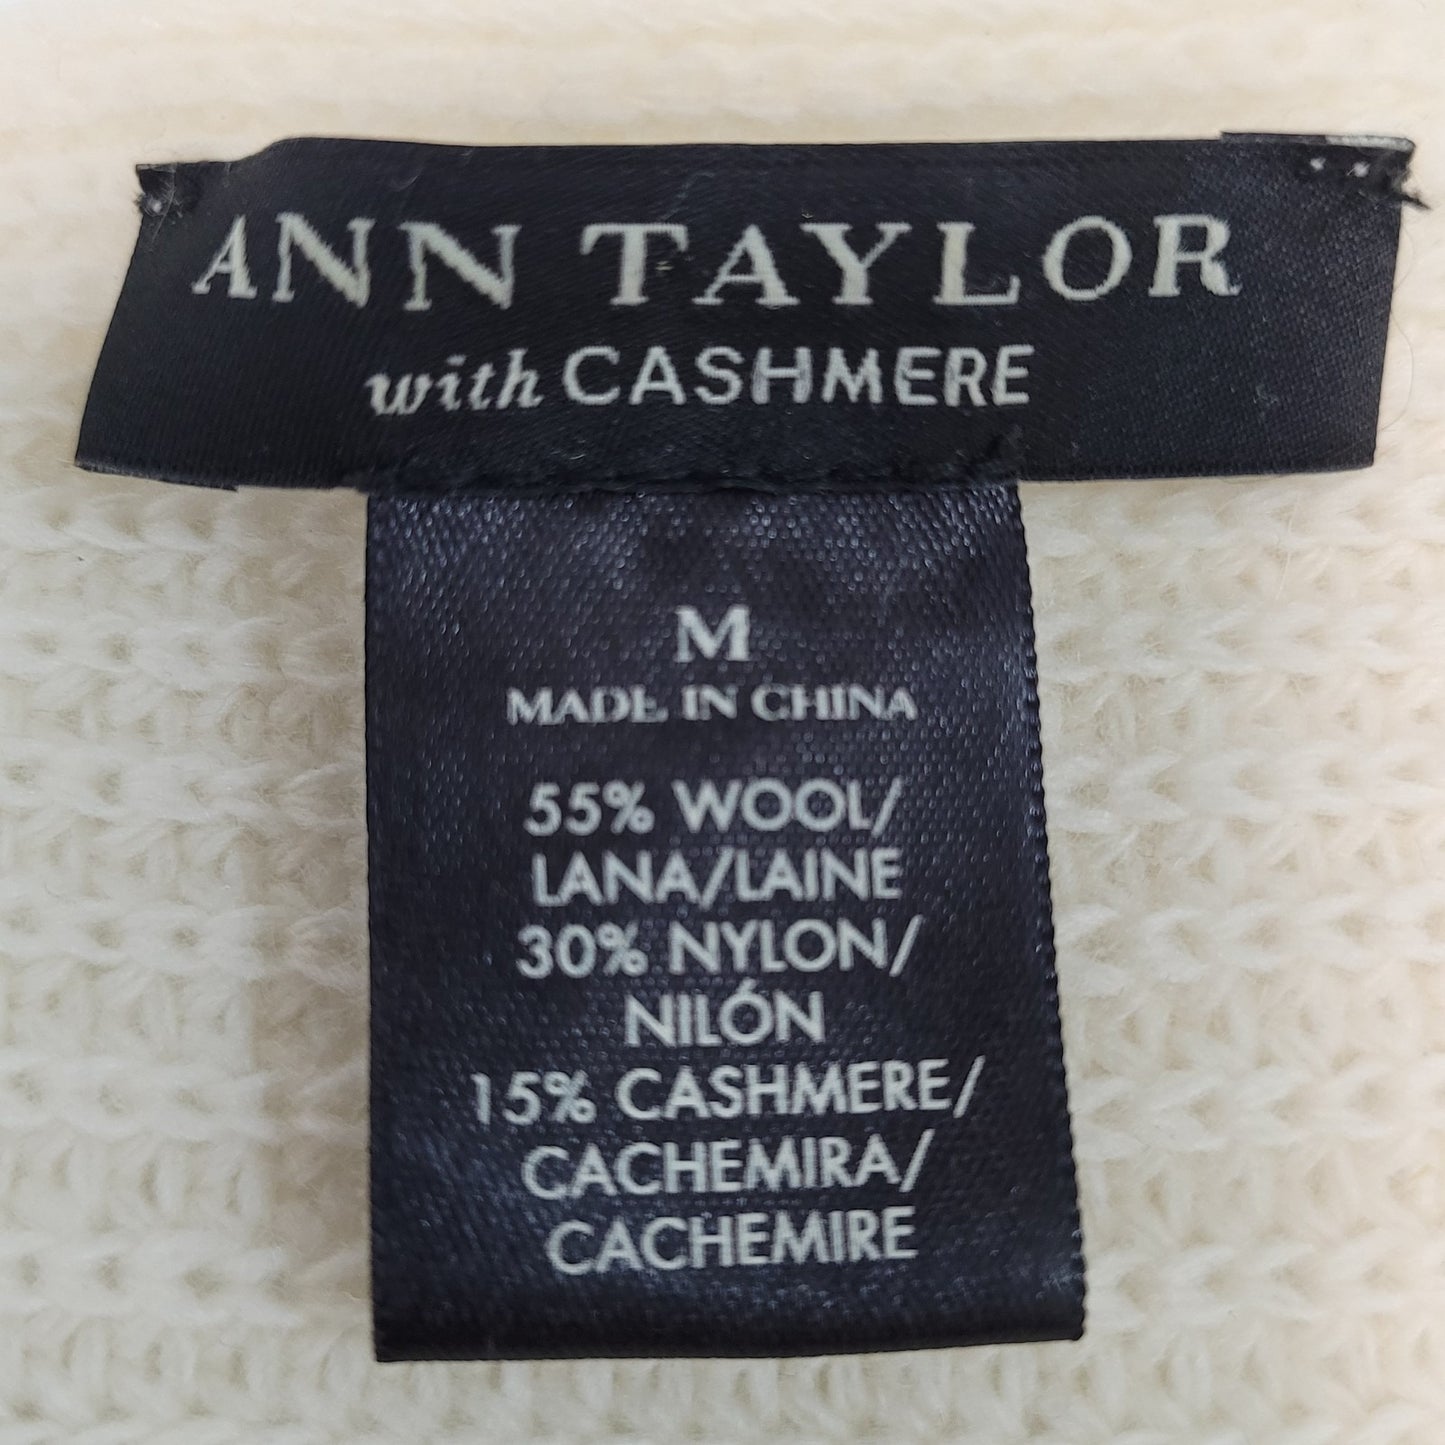 ANN TAYLOR
with CASHMERE
M
MADE IN CHINA
55% WOOL/
LANA/LAINE
30% NYLON/
NILÓN
15% CASHMERE/
CACHEMIRA/
CACHEMIRE